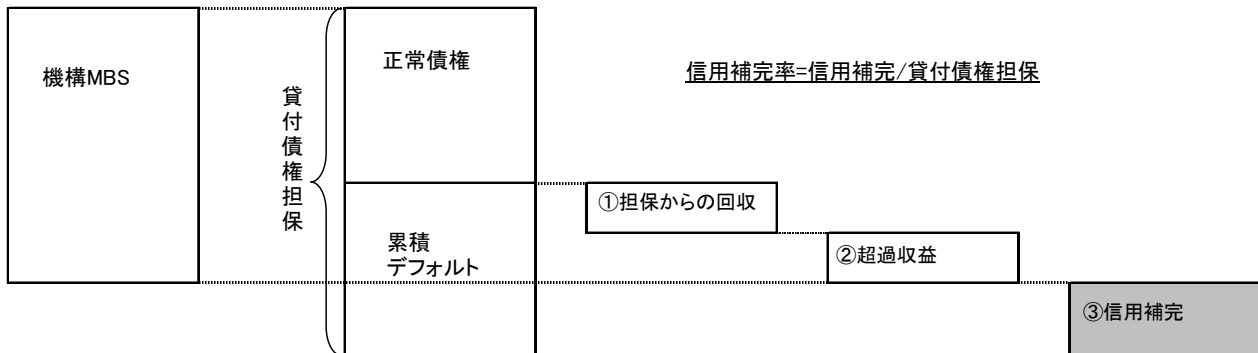 機構MBS
貸付債権担保
正常債権
累積
デフォルト
信用補完率=信用補完/貸付債権担保
①担保からの回収
②超過収益
③信用補完